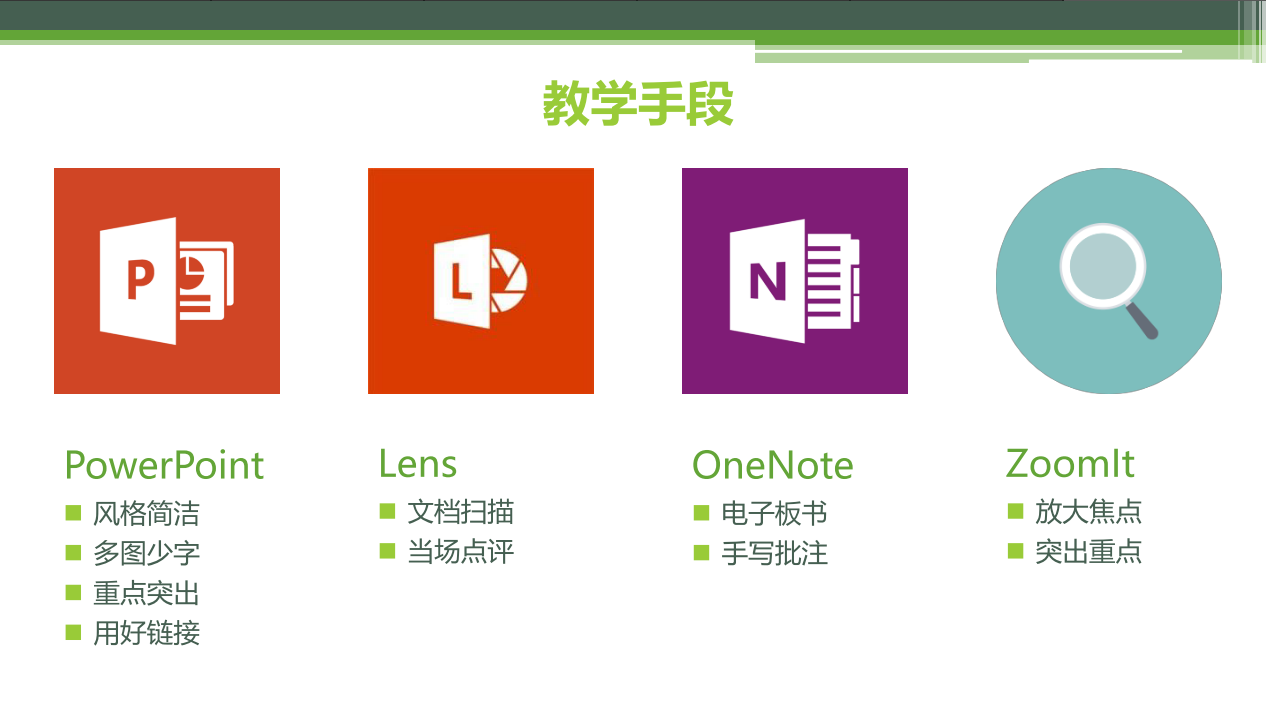 教学手段
P
L
N
PowerPoint
风格简洁
多图少字
重点突出
用好链接
Lens
文档扫描
当场点评
OneNote
电子板书
手写批注
ZoomIt
放大焦点
突出重点